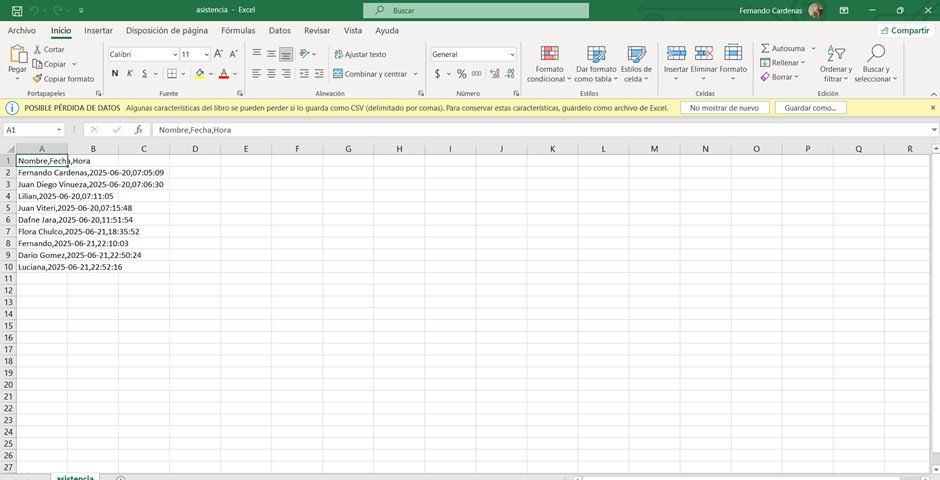 asistencia - Excel
Buscar
Fernando Cardenas
Archivo Inicio Insertar Disposición de página Fórmulas Datos Revisar Vista Ayuda
Compartir
Pegar
Cortar
Copiar
Copiar formato
Portapapeles
Calibri 11
N K S
Fuente
Ajustar texto
Combinar y centrar
Alineación
General
$ % 000
Número
Formato condicional
Dar formato como tabla
Estilos de celda
Estilos
Insertar Eliminar Formato
Celdas
Autosuma
Rellenar
Borrar
Ordenar y filtrar
Buscar y seleccionar
Edición
POSIBLE PÉRDIDA DE DATOS Algunas características del libro se pueden perder si lo guarda como CSV (delimitado por comas). Para conservar estas características, guárdelo como archivo de Excel.
No mostrar de nuevo
Guardar como...
A1
fx
Nombre,Fecha,Hora
A B C D E F G H I J K L M N O P Q R
1 Nombre,Fecha,Hora
2 Fernando Cardenas,2025-06-20,07:05:09
3 Juan Diego Vinueza,2025-06-20,07:06:30
4 Lilian,2025-06-20,07:11:05
5 Juan Viteri,2025-06-20,07:15:48
6 Dafne Jara,2025-06-20,11:51:54
7 Flora Chulco,2025-06-21,18:35:52
8 Fernando,2025-06-21,22:10:03
9 Dario Gomez,2025-06-21,22:50:24
10 Luciana,2025-06-21,22:52:16
11
12
13
14
15
16
17
18
19
20
21
22
23
24
25
26
27
asistencia